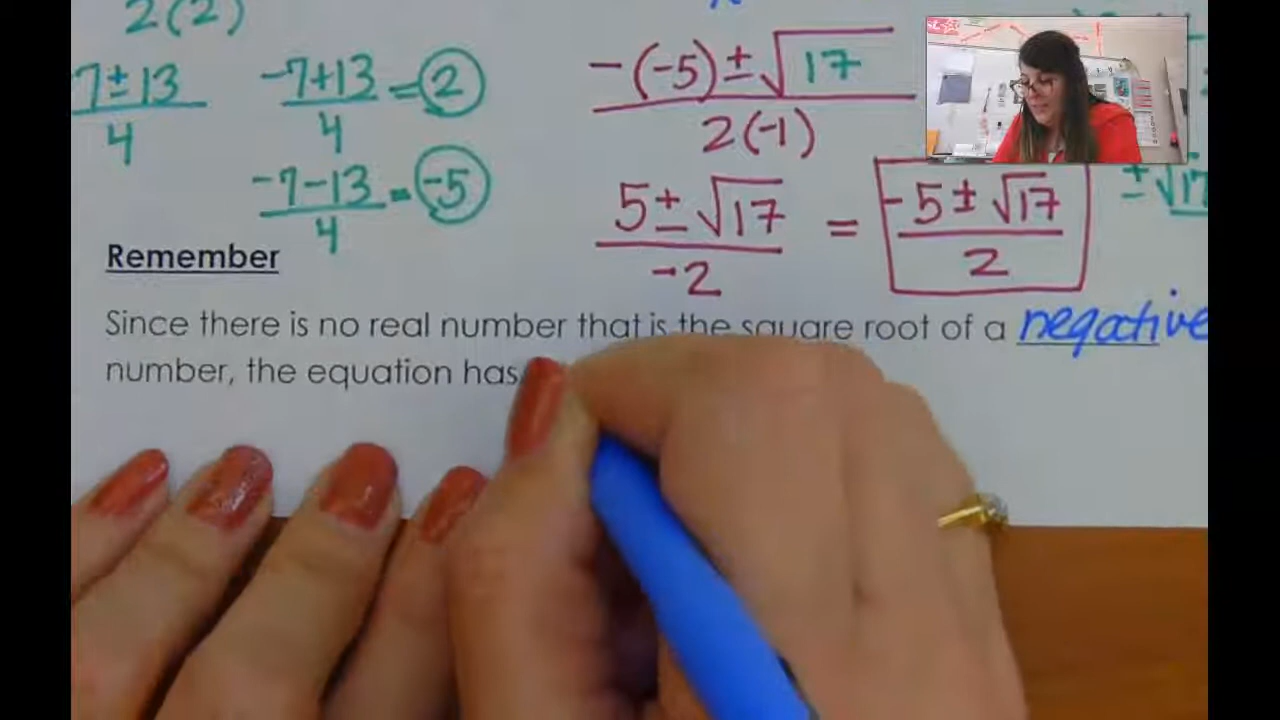 2(2)
7±13/4
-7+13/4 = 2
-7-13/4 = -5
-(-5)±√17/2(-1)
5±√17/-2 = -5±√17/2
±√17
Remember
Since there is no real number that is the square root of a negative
number, the equation has